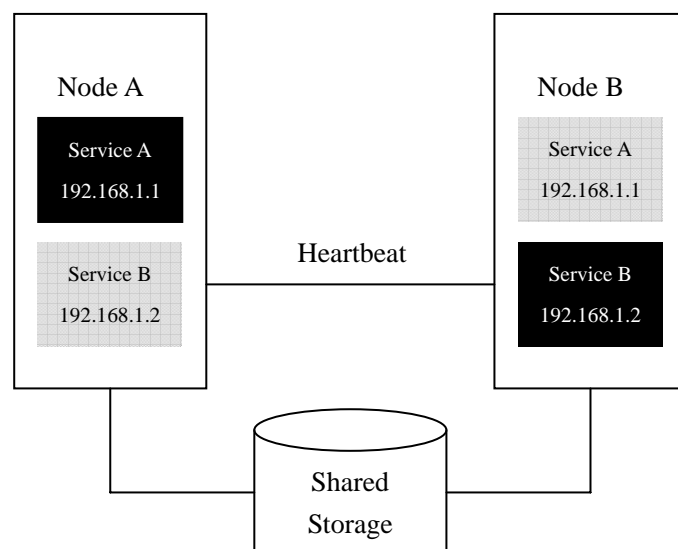 Node A
Service A
192.168.1.1
Service B
192.168.1.2
Heartbeat
Node B
Service A
192.168.1.1
Service B
192.168.1.2
Shared
Storage